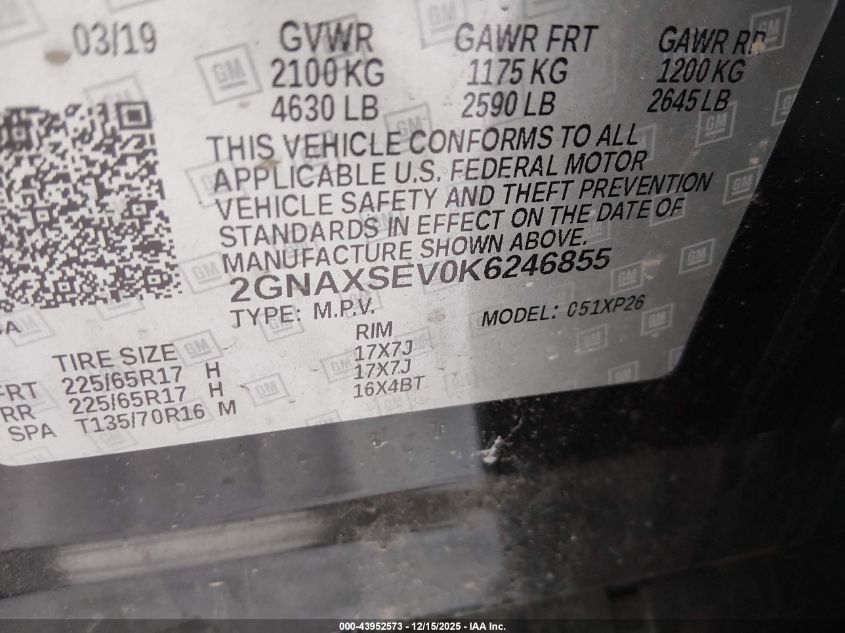 03/19 GVWR GAWR FRT GAWR RR
2100 KG 1175 KG 1200 KG
4630 LB 2590 LB 2645 LB
THIS VEHICLE CONFORMS TO ALL
APPLICABLE U.S. FEDERAL MOTOR
VEHICLE SAFETY AND THEFT PREVENTION
STANDARDS IN EFFECT ON THE DATE OF
MANUFACTURE SHOWN ABOVE.
2GNAXSEV0K6246855
TYPE: M.P.V. MODEL: 051XP26
TIRE SIZE RIM
FRT 225/65R17 H 17X7J
RR 225/65R17 H 17X7J
SPA T135/70R16 M 16X4BT
GM
000-43952573 - 12/15/2025 - IAA Inc.